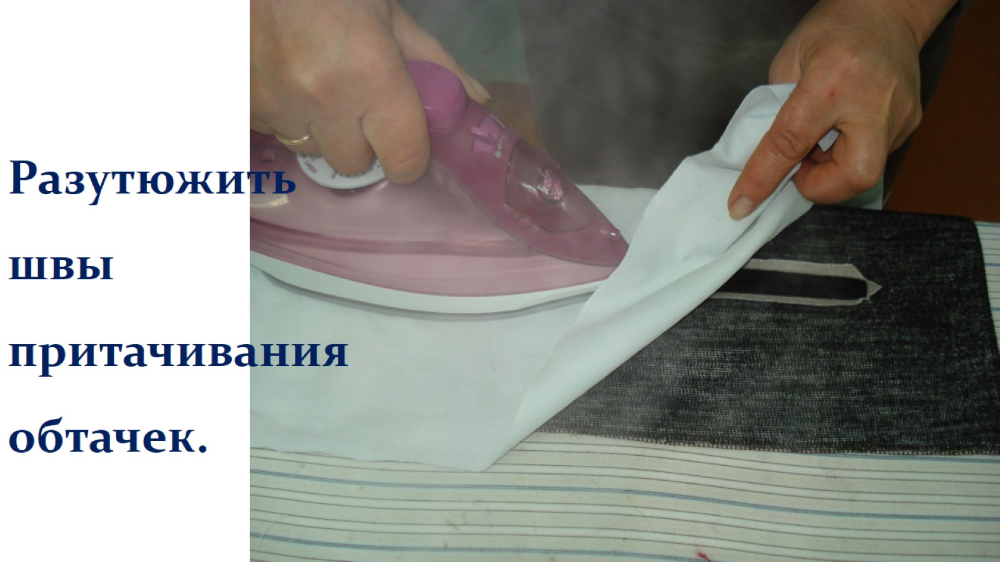 Разутюжить
швы
притачивания
обтачек.